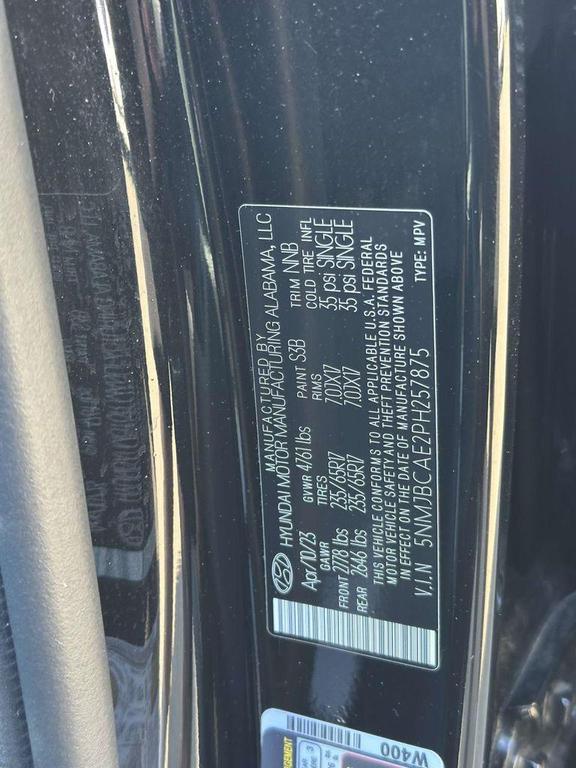 MANUFACTURED BY
HYUNDAI MOTOR MANUFACTURING ALABAMA, LLC
Apr/10/23 GVWR 4761 lbs PAINT S3B TRIM NNB
GAWR TIRES RIMS COLD TIRE INFL
FRONT 2778 lbs 235/65R17 7.0JX17 35 psi SINGLE
REAR 2646 lbs 235/65R17 7.0JX17 35 psi SINGLE
THIS VEHICLE CONFORMS TO ALL APPLICABLE U.S.A. FEDERAL
MOTOR VEHICLE SAFETY AND THEFT PREVENTION STANDARDS
IN EFFECT ON THE DATE OF MANUFACTURE SHOWN ABOVE
V.I.N 5NMJBCAE2PH257875 TYPE: MPV
W400